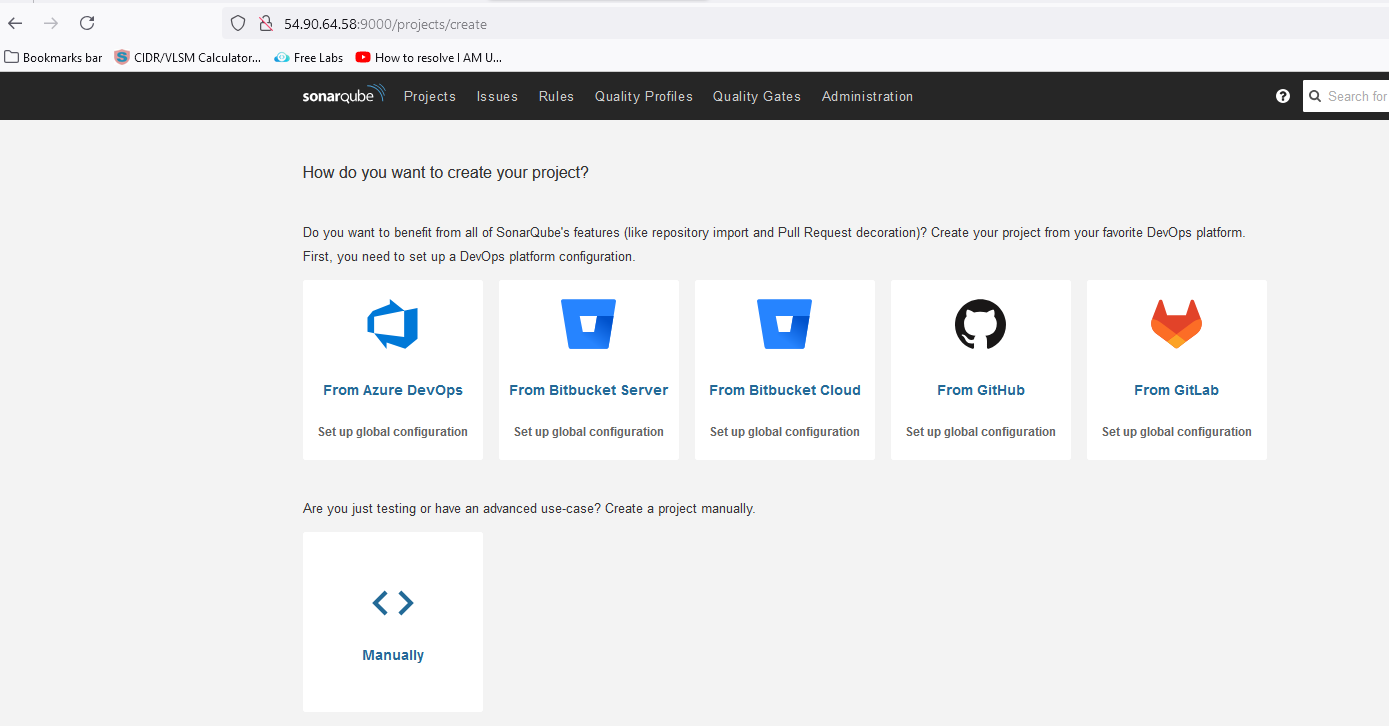 54.90.64.58:9000/projects/create
Bookmarks bar CIDR/VLSM Calculator... Free Labs How to resolve I AM U...
sonarqube Projects Issues Rules Quality Profiles Quality Gates Administration ? Search for
How do you want to create your project?
Do you want to benefit from all of SonarQube's features (like repository import and Pull Request decoration)? Create your project from your favorite DevOps platform.
First, you need to set up a DevOps platform configuration.
From Azure DevOps From Bitbucket Server From Bitbucket Cloud From GitHub From GitLab
Set up global configuration Set up global configuration Set up global configuration Set up global configuration Set up global configuration
Are you just testing or have an advanced use-case? Create a project manually.
Manually